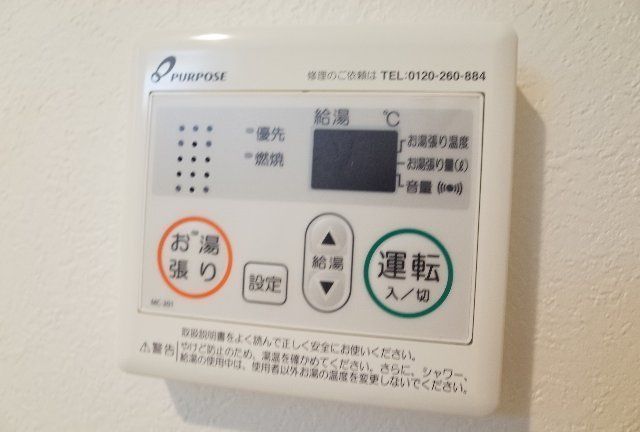 PURPOSE
修理のご依頼は TEL:0120-260-884
給湯 ℃
優先
燃焼
お湯張り温度
お湯張り量(ℓ)
音量
お湯張り
設定
▲
給湯
▼
運転
入/切
取扱説明書をよく読んで正しく安全にお使いください。
⚠警告
やけど防止のため、湯温を確かめてください。さらに、シャワー、
給湯の使用中は、使用者以外お湯の温度を変更しないでください。